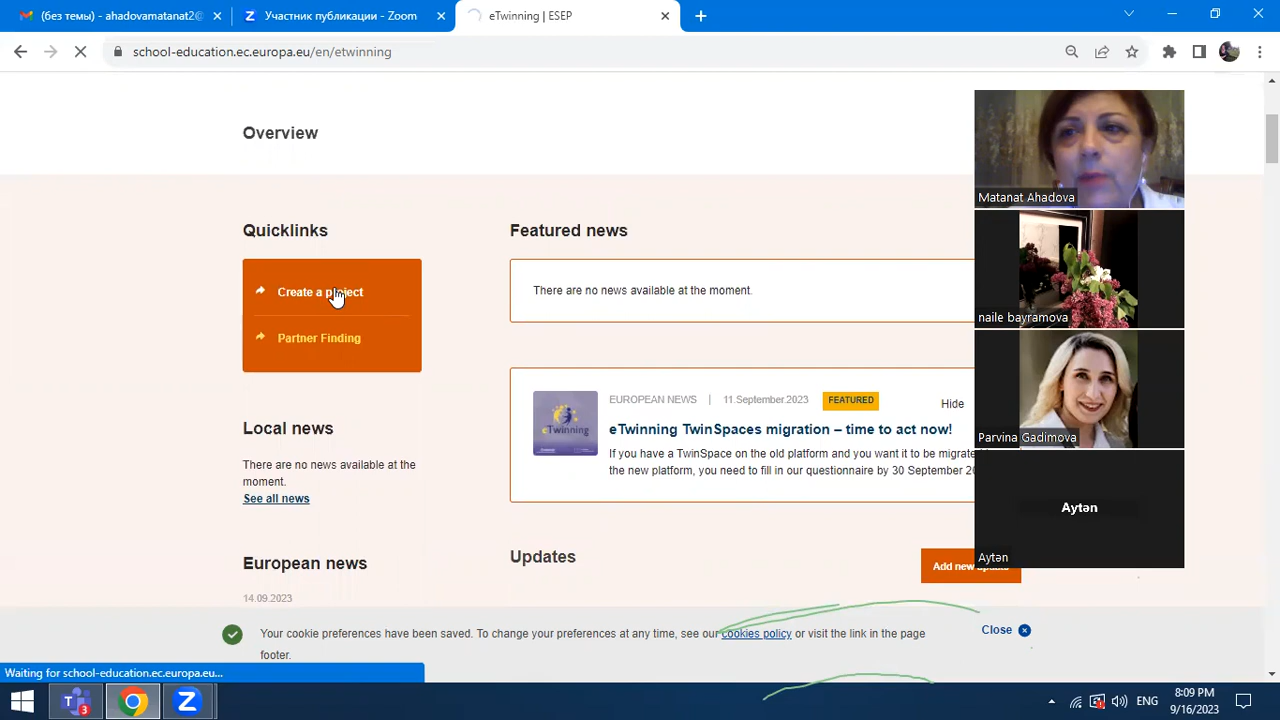 (без темы) - ahadovamatanat2@
Участник публикации - Zoom
eTwinning | ESEP
school-education.ec.europa.eu/en/etwinning
Overview
Quicklinks
Create a project
Partner Finding
Local news
There are no news available at the
moment.
See all news
European news
14.09.2023
Featured news
There are no news available at the moment.
EUROPEAN NEWS | 11.September.2023 FEATURED
Hide
eTwinning
eTwinning TwinSpaces migration – time to act now!
If you have a TwinSpace on the old platform and you want it to be migrated
the new platform, you need to fill in our questionnaire by 30 September 20
Updates
Add new update
Matanat Ahadova
naile bayramova
Parvina Gadimova
Aytən
Aytən
Your cookie preferences have been saved. To change your preferences at any time, see our cookies policy or visit the link in the page
footer.
Close
Waiting for school-education.ec.europa.eu...
3
ENG
8:09 PM
9/16/2023